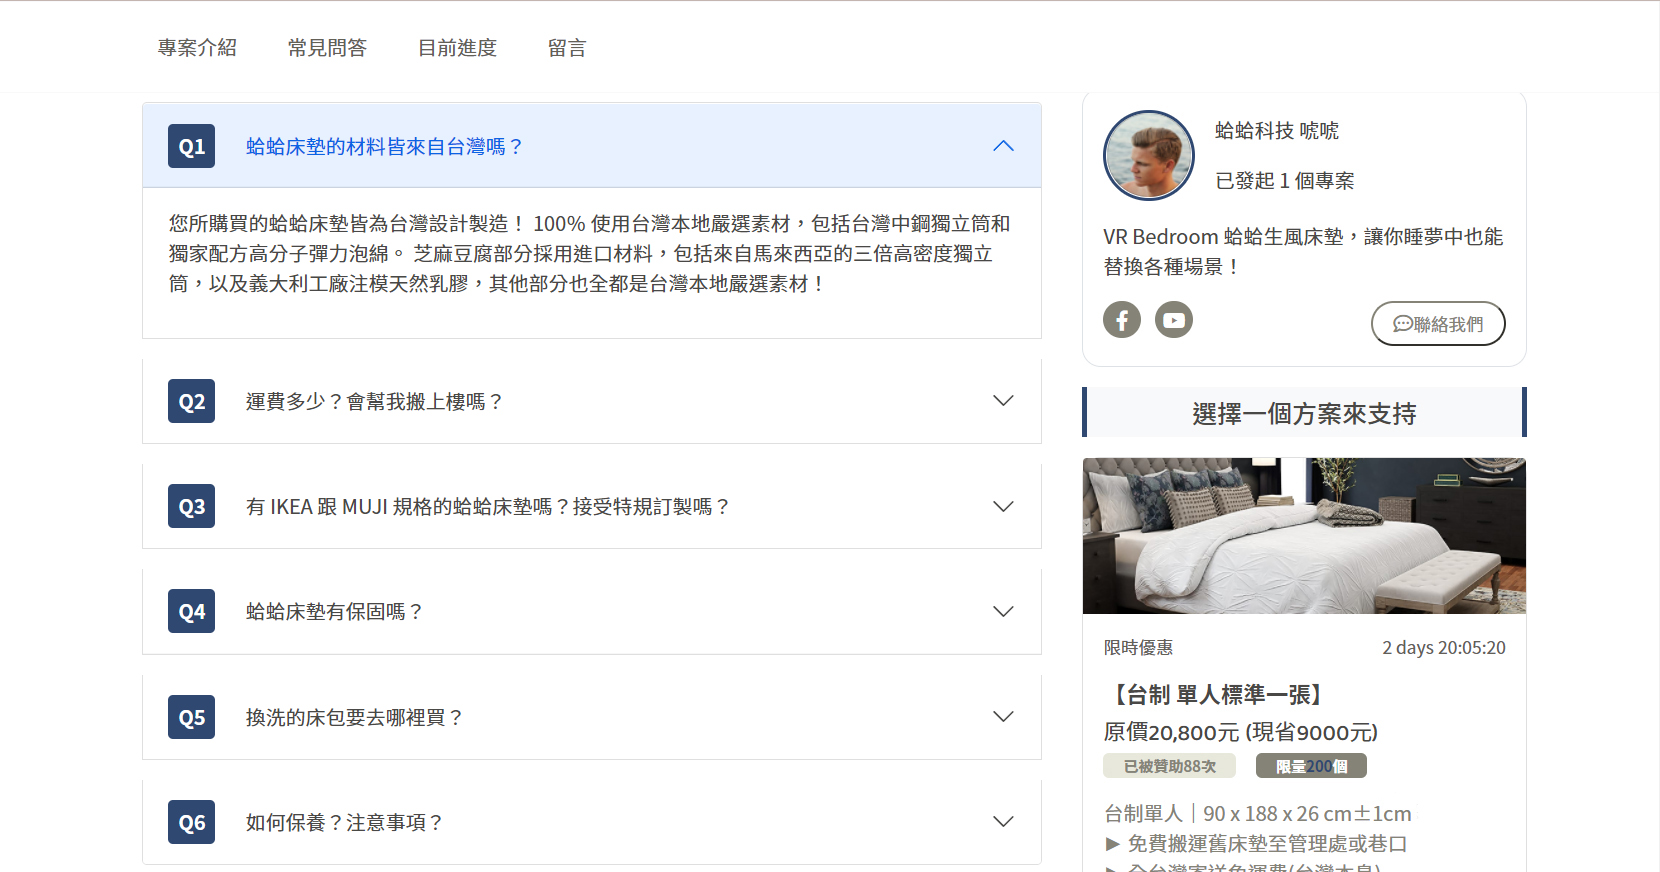 專案介紹
常見問答
目前進度
留言
Q1
蛤蛤床墊的材料皆來自台灣嗎？
您所購買的蛤蛤床墊皆為台灣設計製造！ 100% 使用台灣本地嚴選素材，包括台灣中鋼獨立筒和
獨家配方高分子彈力泡綿。 芝麻豆腐部分採用進口材料，包括來自馬來西亞的三倍高密度獨立
筒，以及義大利工廠注模天然乳膠，其他部分也全都是台灣本地嚴選素材！
Q2
運費多少？會幫我搬上樓嗎？
Q3
有 IKEA 跟 MUJI 規格的蛤蛤床墊嗎？接受特規訂製嗎？
Q4
蛤蛤床墊有保固嗎？
Q5
換洗的床包要去哪裡買？
Q6
如何保養？注意事項？
蛤蛤科技 唬唬
已發起 1 個專案
VR Bedroom 蛤蛤生風床墊，讓你睡夢中也能
替換各種場景！
聯絡我們
選擇一個方案來支持
限時優惠
2 days 20:05:20
【台制 單人標準一張】
原價20,800元 (現省9000元)
已被贊助88次
限量200個
台制單人｜90 x 188 x 26 cm±1cm
► 免費搬運舊床墊至管理處或巷口
► 全台灣寄送免運費(台灣本島)